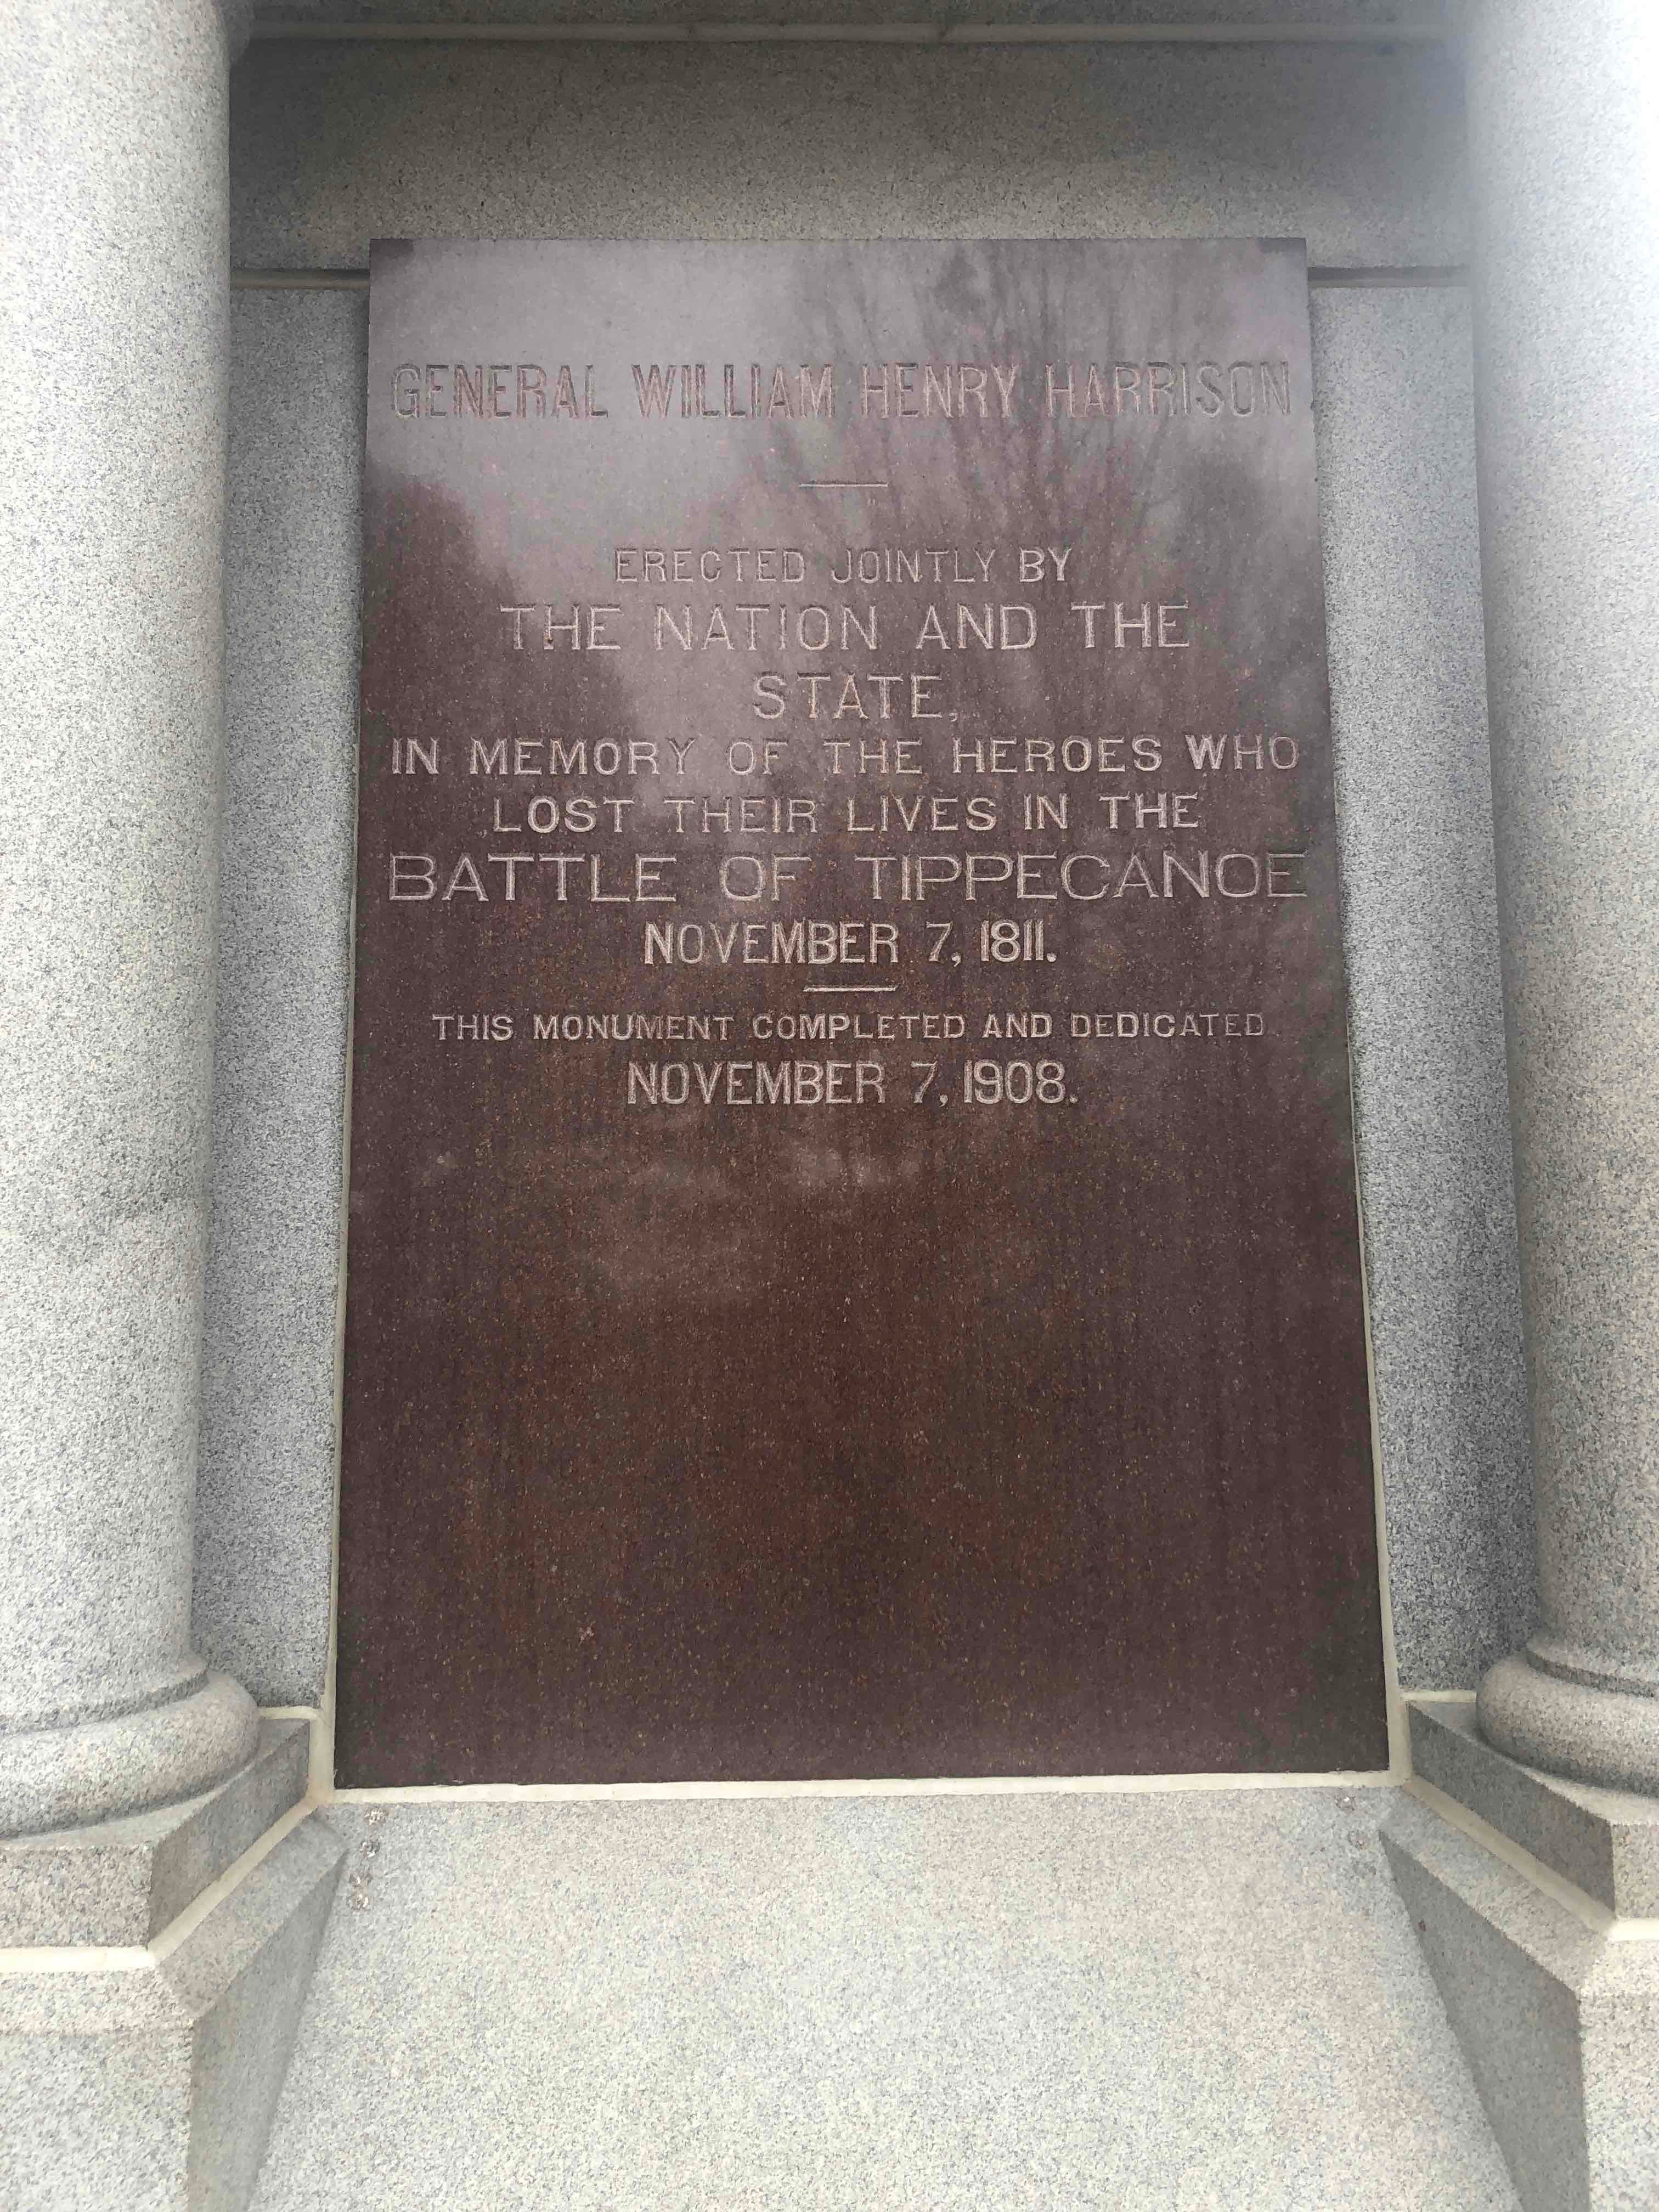 GENERAL WILLIAM HENRY HARRISON
ERECTED JOINTLY BY
THE NATION AND THE
STATE,
IN MEMORY OF THE HEROES WHO
LOST THEIR LIVES IN THE
BATTLE OF TIPPECANOE
NOVEMBER 7, 1811.
THIS MONUMENT COMPLETED AND DEDICATED
NOVEMBER 7, 1908.